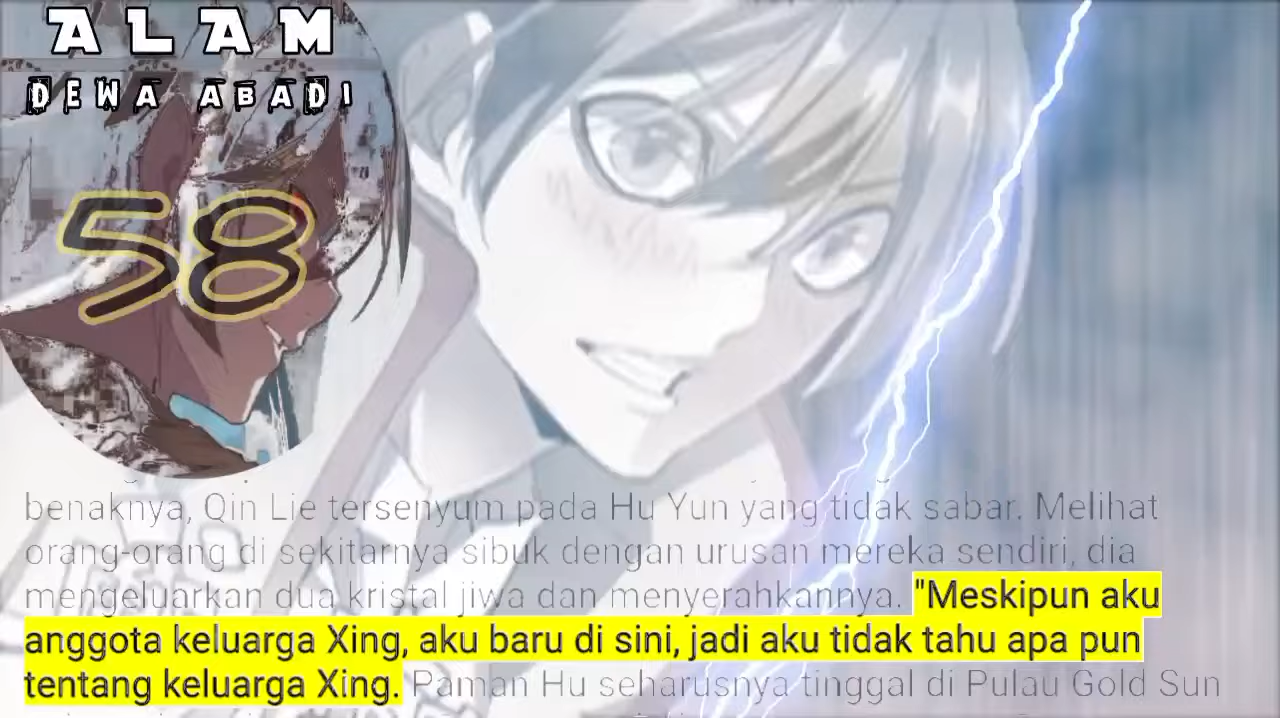 ALAM
DEWA ABADI
58
benaknya, Qin Lie tersenyum pada Hu Yun yang tidak sabar. Melihat
orang-orang di sekitarnya sibuk dengan urusan mereka sendiri, dia
mengeluarkan dua kristal jiwa dan menyerahkannya. "Meskipun aku
anggota keluarga Xing, aku baru di sini, jadi aku tidak tahu apa pun
tentang keluarga Xing. Paman Hu seharusnya tinggal di Pulau Gold Sun